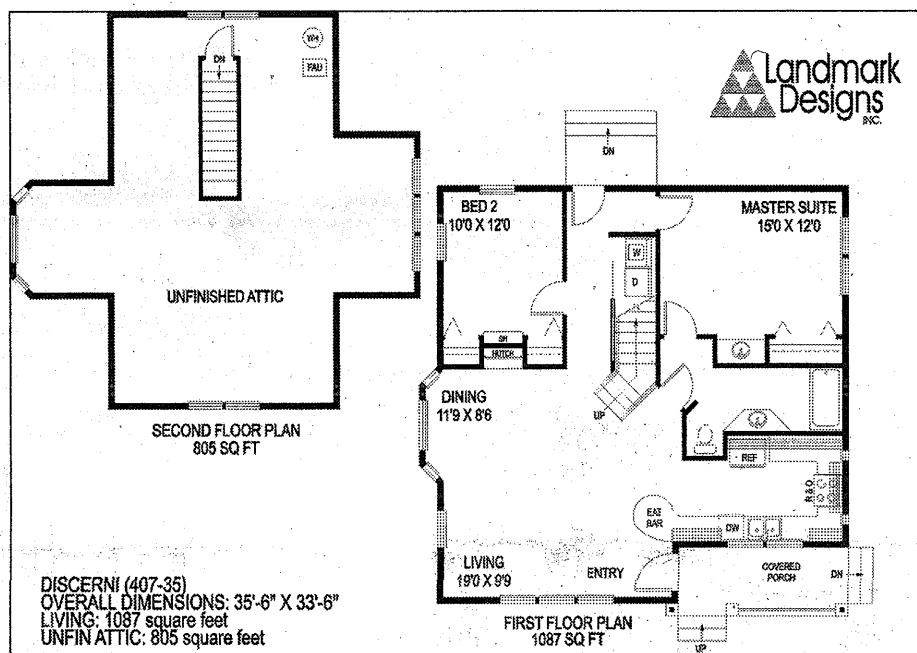 DN
WH
FAU
UNFINISHED ATTIC
SECOND FLOOR PLAN
805 SQ FT
Landmark
Designs
INC.
DN
BED 2
10'0 X 12'0
MASTER SUITE
15'0 X 12'0
W
D
SH
HUTCH
DINING
11'9 X 8'6
UP
REF
R&O
EAT
BAR
DW
LIVING
19'0 X 9'9
ENTRY
COVERED
PORCH
DN
UP
FIRST FLOOR PLAN
1087 SQ FT
DISCERNI (407-35)
OVERALL DIMENSIONS: 35'-6" X 33'-6"
LIVING: 1087 square feet
UNFIN ATTIC: 805 square feet